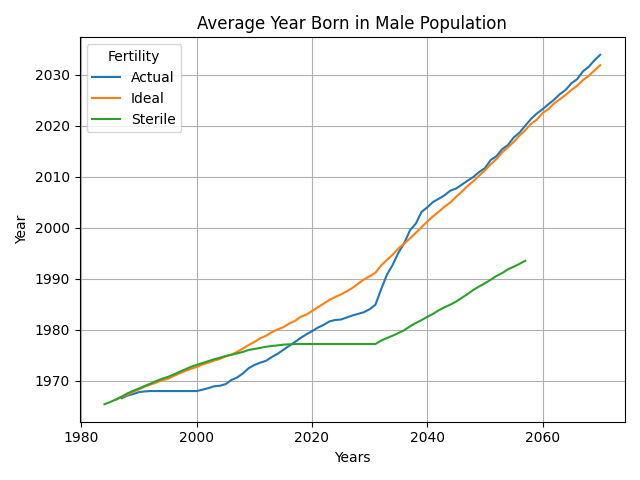 Average Year Born in Male Population
Fertility
Actual
Ideal
Sterile
Year
2030
2020
2010
2000
1990
1980
1970
1980 2000 2020 2040 2060
Years